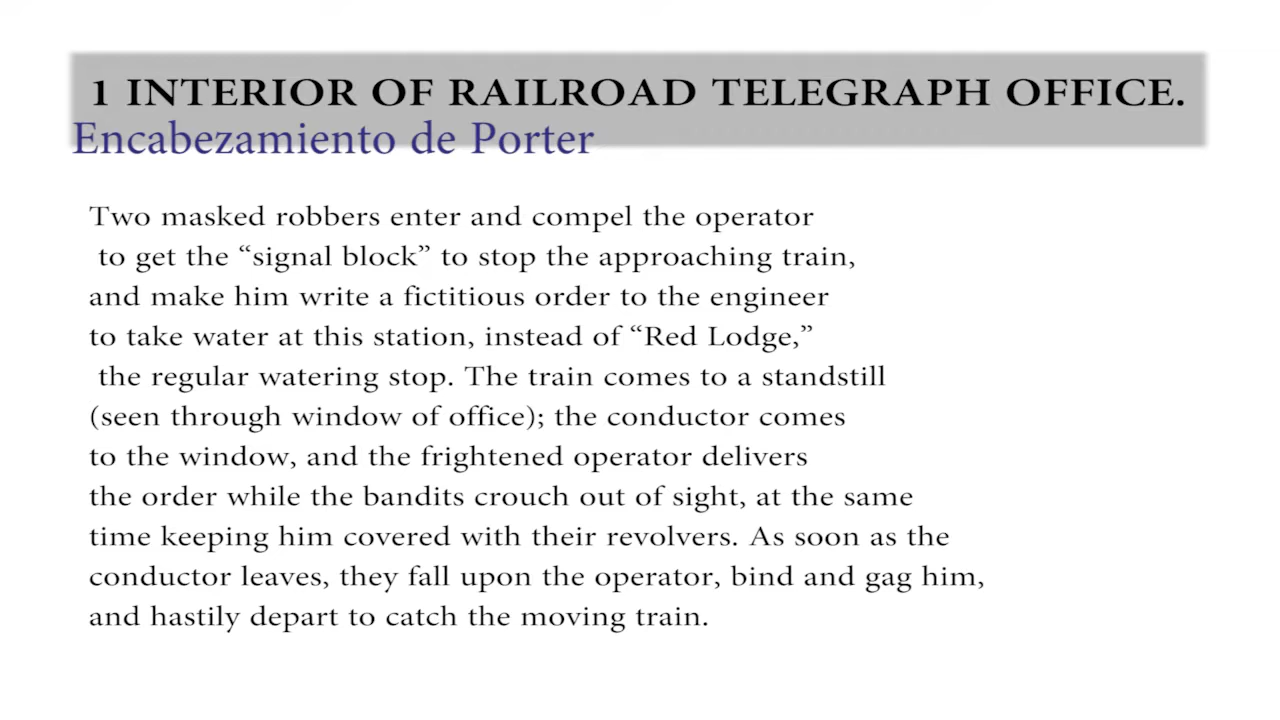 1 INTERIOR OF RAILROAD TELEGRAPH OFFICE.
Encabezamiento de Porter
Two masked robbers enter and compel the operator
to get the “signal block” to stop the approaching train,
and make him write a fictitious order to the engineer
to take water at this station, instead of “Red Lodge,”
the regular watering stop. The train comes to a standstill
(seen through window of office); the conductor comes
to the window, and the frightened operator delivers
the order while the bandits crouch out of sight, at the same
time keeping him covered with their revolvers. As soon as the
conductor leaves, they fall upon the operator, bind and gag him,
and hastily depart to catch the moving train.